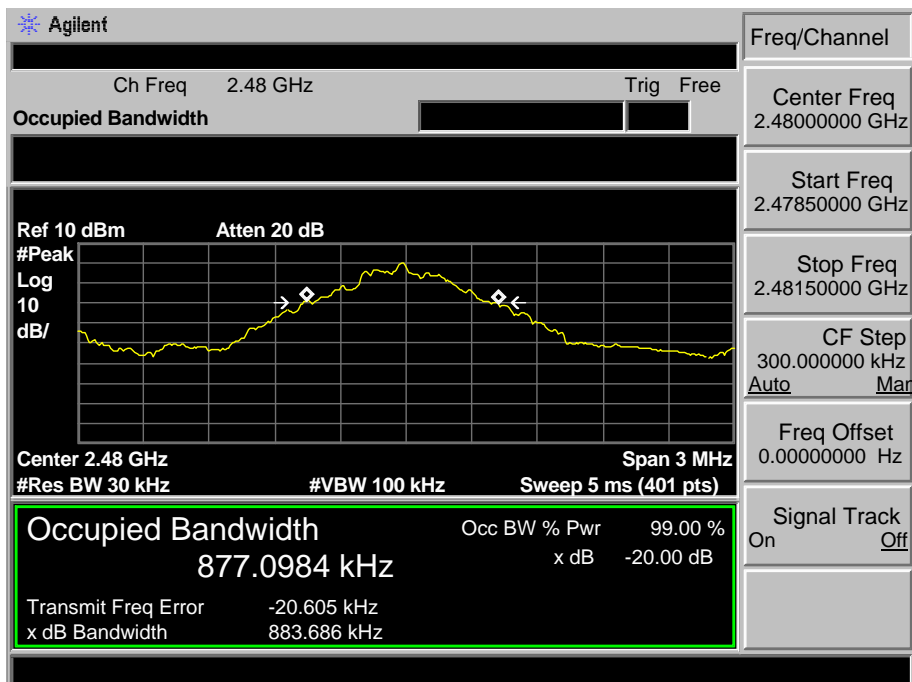 Agilent
Freq/Channel
Ch Freq 2.48 GHz Trig Free
Occupied Bandwidth
Center Freq
2.48000000 GHz
Start Freq
2.47850000 GHz
Stop Freq
2.48150000 GHz
CF Step
300.000000 kHz
Auto Man
Freq Offset
0.00000000 Hz
Signal Track
On Off
Ref 10 dBm Atten 20 dB
#Peak
Log
10
dB/
Center 2.48 GHz Span 3 MHz
#Res BW 30 kHz #VBW 100 kHz Sweep 5 ms (401 pts)
Occupied Bandwidth Occ BW % Pwr 99.00 %
877.0984 kHz x dB -20.00 dB
Transmit Freq Error -20.605 kHz
x dB Bandwidth 883.686 kHz